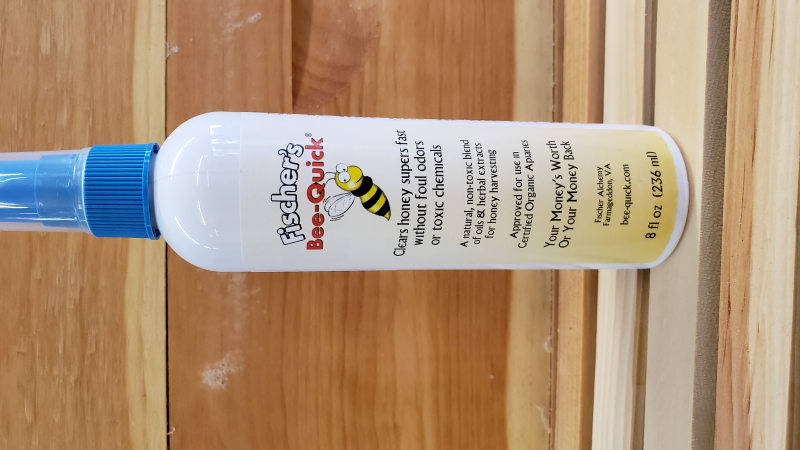 Fischer's
Bee-Quick®
Clears honey supers fast
without foul odors
or toxic chemicals
A natural, non-toxic blend
of oils & herbal extracts
for honey harvesting
Approved for use in
Certified Organic Apiaries
Your Money's Worth
Or Your Money Back
Fischer Alchemy
Farmageddon, VA
bee-quick.com
8 fl oz (236 ml)